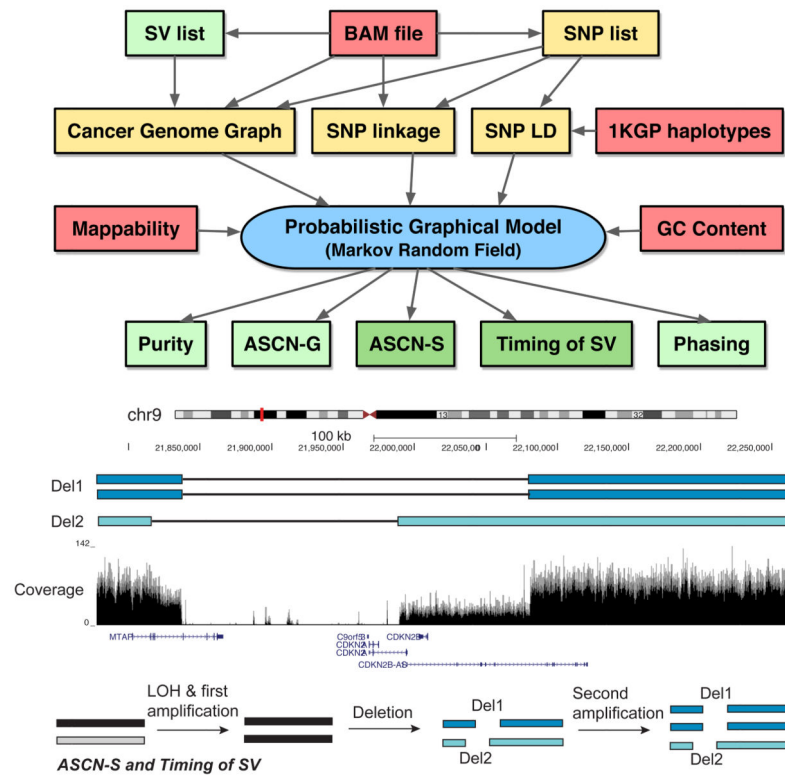 SV list
BAM file
SNP list
Cancer Genome Graph
SNP linkage
SNP LD
1KGP haplotypes
Mappability
Probabilistic Graphical Model
(Markov Random Field)
GC Content
Purity
ASCN-G
ASCN-S
Timing of SV
Phasing
chr9
13
32
100 kb
21,850,000
21,900,000
21,950,000
22,000,000
22,050,000
22,100,000
22,150,000
22,200,000
22,250,000
Del1
Del2
142
Coverage
0
MTAP
C9orf53
CDKN2A
CDKN2A
CDKN2B
CDKN2B-AS
LOH & first
amplification
Deletion
Del1
Del2
Second
amplification
Del1
Del2
ASCN-S and Timing of SV